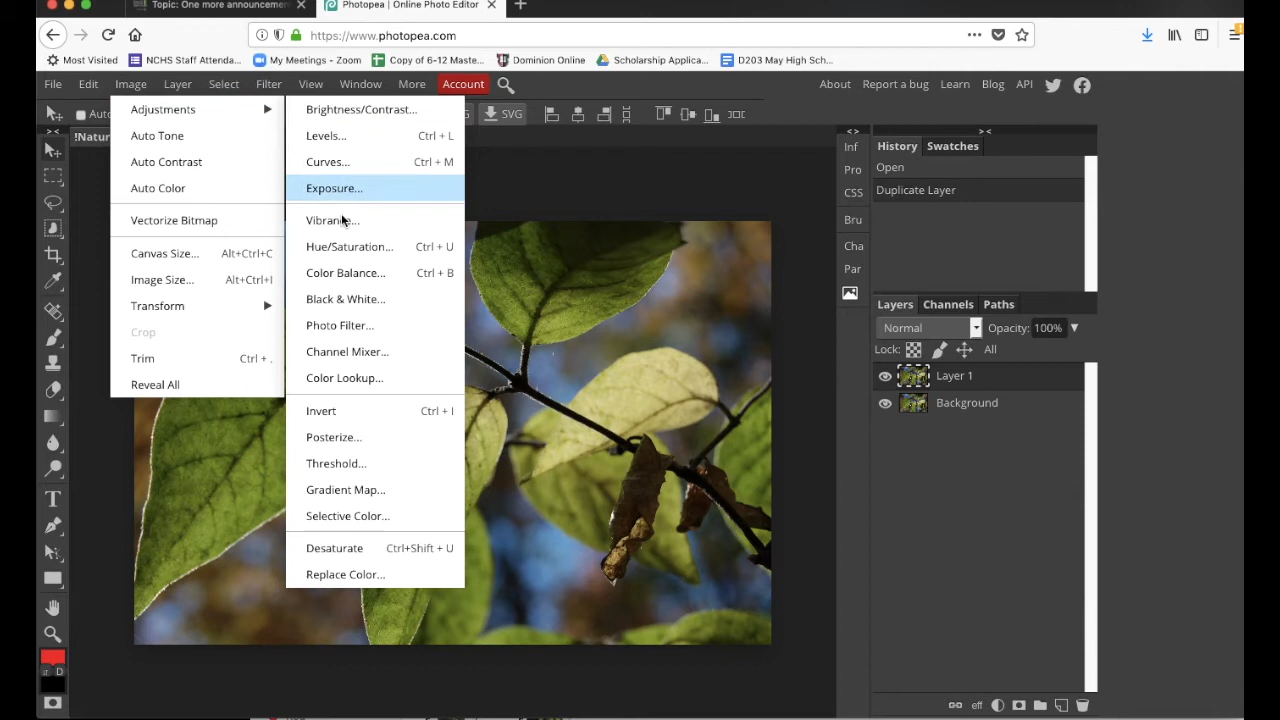 Topic: One more announcemen
Photopea | Online Photo Editor
https://www.photopea.com
Most Visited NCHS Staff Attenda... My Meetings - Zoom Copy of 6-12 Maste... Dominion Online Scholarship Applica... D203 May High Schu...
File Edit Image Layer Select Filter View Window More Account About Report a bug Learn Blog API
Auto SVG
!Natur
Adjustments
Auto Tone
Auto Contrast
Auto Color
Vectorize Bitmap
Canvas Size... Alt+Ctrl+C
Image Size... Alt+Ctrl+I
Transform
Crop
Trim Ctrl + .
Reveal All
Brightness/Contrast...
Levels... Ctrl + L
Curves... Ctrl + M
Exposure...
Vibrance...
Hue/Saturation... Ctrl + U
Color Balance... Ctrl + B
Black & White...
Photo Filter...
Channel Mixer...
Color Lookup...
Invert Ctrl + I
Posterize...
Threshold...
Gradient Map...
Selective Color...
Desaturate Ctrl+Shift + U
Replace Color...
Inf
Pro
CSS
Bru
Cha
Par
History Swatches
Open
Duplicate Layer
Layers Channels Paths
Normal Opacity: 100%
Lock: All
Layer 1
Background
D
eff